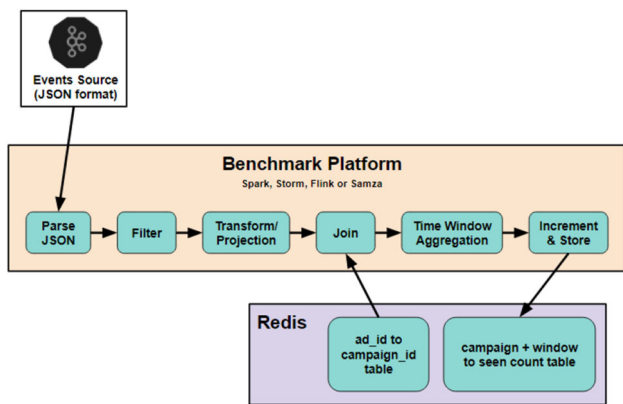 Events Source
(JSON format)
Benchmark Platform
Spark, Storm, Flink or Samza
Parse
JSON
Filter
Transform/
Projection
Join
Time Window
Aggregation
Increment
& Store
Redis
ad_id to
campaign_id
table
campaign + window
to seen count table